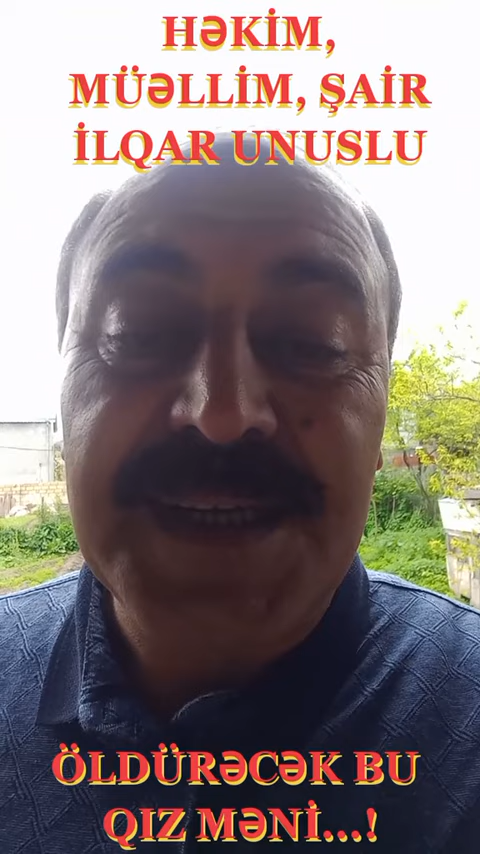 HƏKİM,
MÜƏLLİM, ŞAİR
İLQAR UNUSLU
ÖLDÜRƏCƏK BU
QIZ MƏNİ...!